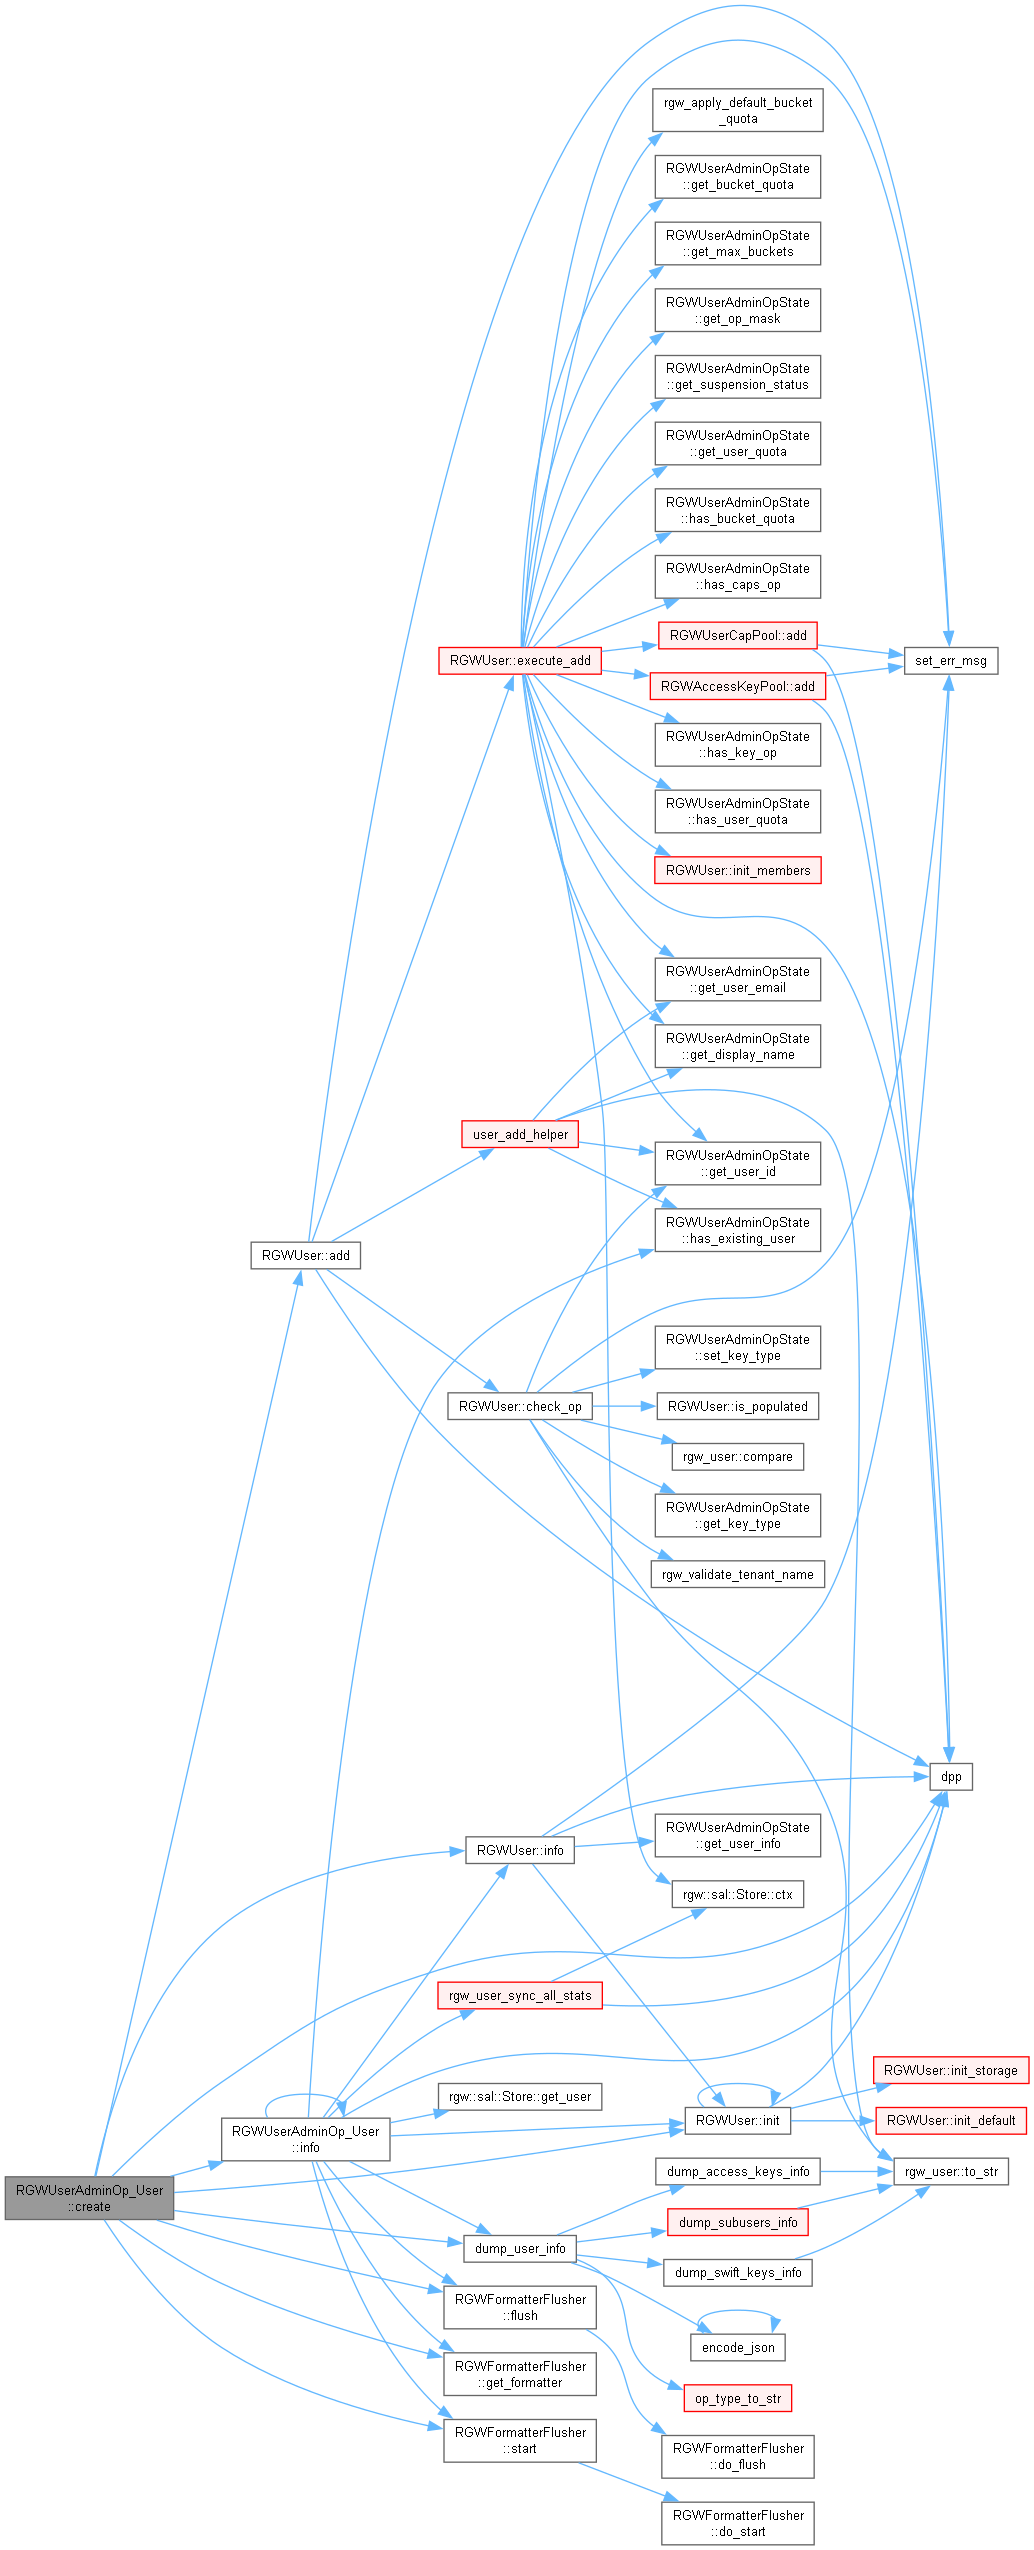 rgw_apply_default_bucket
_quota
RGWUserAdminOpState
::get_bucket_quota
RGWUserAdminOpState
::get_max_buckets
RGWUserAdminOpState
::get_op_mask
RGWUserAdminOpState
::get_suspension_status
RGWUserAdminOpState
::get_user_quota
RGWUserAdminOpState
::has_bucket_quota
RGWUserAdminOpState
::has_caps_op
RGWUserCapPool::add
RGWUser::execute_add
set_err_msg
RGWAccessKeyPool::add
RGWUserAdminOpState
::has_key_op
RGWUserAdminOpState
::has_user_quota
RGWUser::init_members
RGWUserAdminOpState
::get_user_email
RGWUserAdminOpState
::get_display_name
user_add_helper
RGWUserAdminOpState
::get_user_id
RGWUserAdminOpState
::has_existing_user
RGWUser::add
RGWUserAdminOpState
::set_key_type
RGWUser::check_op
RGWUser::is_populated
rgw_user::compare
RGWUserAdminOpState
::get_key_type
rgw_validate_tenant_name
dpp
RGWUserAdminOpState
::get_user_info
RGWUser::info
rgw::sal::Store::ctx
rgw_user_sync_all_stats
RGWUser::init_storage
rgw::sal::Store::get_user
RGWUser::init
RGWUser::init_default
RGWUserAdminOp_User
::info
dump_access_keys_info
rgw_user::to_str
RGWUserAdminOp_User
::create
dump_subusers_info
dump_user_info
dump_swift_keys_info
RGWFormatterFlusher
::flush
encode_json
RGWFormatterFlusher
::get_formatter
op_type_to_str
RGWFormatterFlusher
::start
RGWFormatterFlusher
::do_flush
RGWFormatterFlusher
::do_start